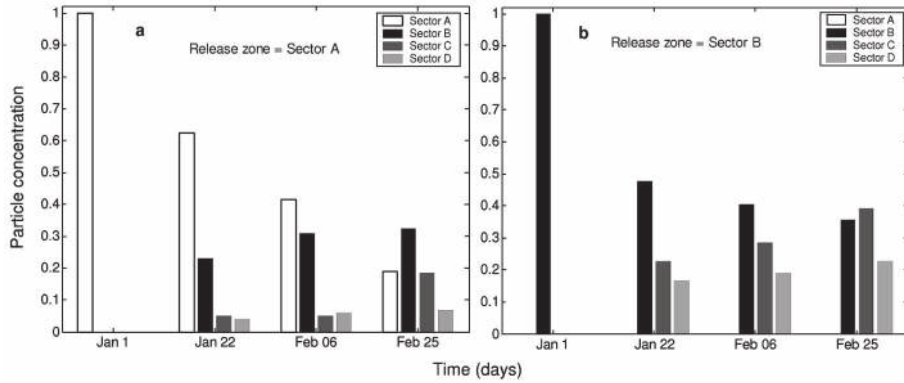 a
Release zone = Sector A
Sector A
Sector B
Sector C
Sector D
1
0.9
0.8
0.7
0.6
0.5
0.4
0.3
0.2
0.1
0
Particle concentration
Jan 1 Jan 22 Feb 06 Feb 25
b
Release zone = Sector B
Sector A
Sector B
Sector C
Sector D
1
0.9
0.8
0.7
0.6
0.5
0.4
0.3
0.2
0.1
0
Jan 1 Jan 22 Feb 06 Feb 25
Time (days)